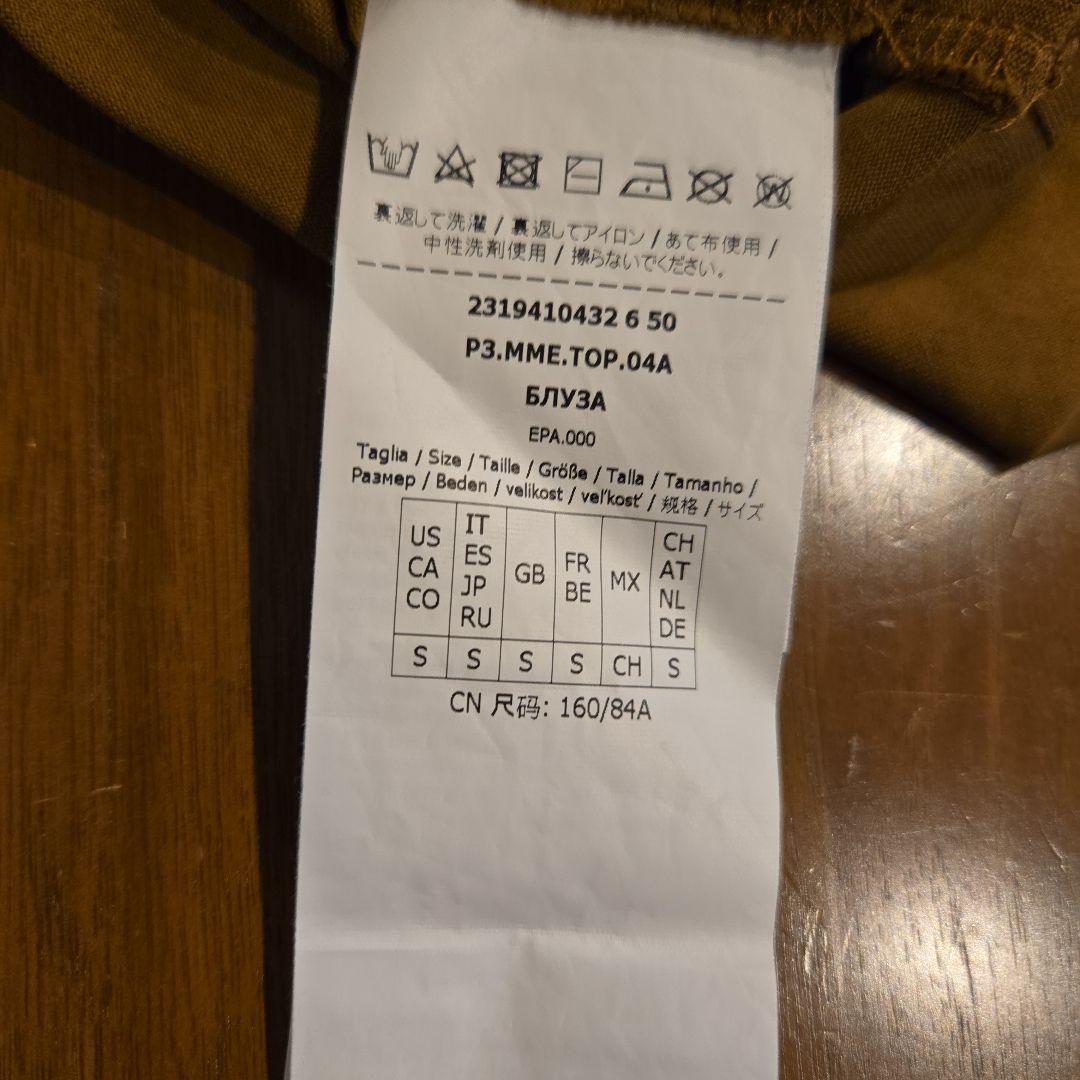 裏返して洗濯 / 裏返してアイロン / あて布使用 /
中性洗剤使用 / 擦らないでください。
2319410432 6 50
P3.MME.TOP.04A
БЛУЗА
EPA.000
Taglia / Size / Taille / Größe / Talla / Tamanho /
Размер / Beden / velikost / veľkosť / 规格 / サイズ
US CA CO
IT ES JP RU
GB
FR BE
MX
CH AT NL DE
S S S S CH S
CN 尺码: 160/84A